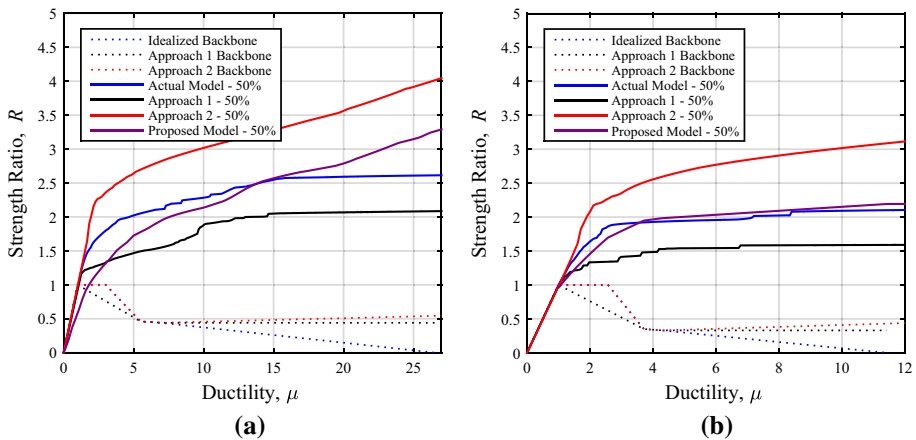 5
4.5
4
3.5
3
2.5
2
1.5
1
0.5
0
Strength Ratio, R
Idealized Backbone
Approach 1 Backbone
Approach 2 Backbone
Actual Model - 50%
Approach 1 - 50%
Approach 2 - 50%
Proposed Model - 50%
0 5 10 15 20 25
Ductility, μ
(a)
5
4.5
4
3.5
3
2.5
2
1.5
1
0.5
0
Strength Ratio, R
Idealized Backbone
Approach 1 Backbone
Approach 2 Backbone
Actual Model - 50%
Approach 1 - 50%
Approach 2 - 50%
Proposed Model - 50%
0 2 4 6 8 10 12
Ductility, μ
(b)